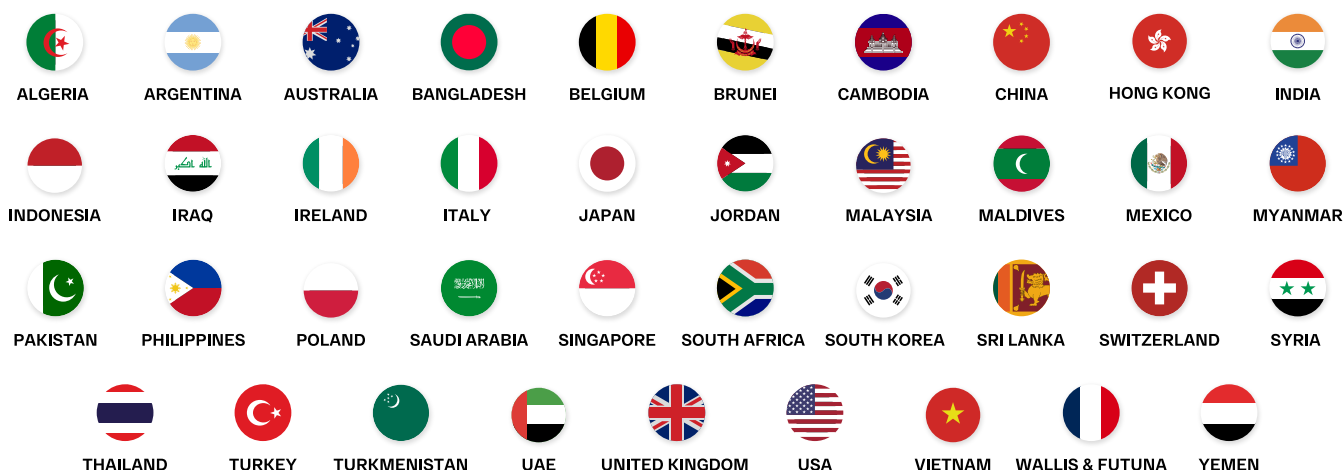 ALGERIA ARGENTINA AUSTRALIA BANGLADESH BELGIUM BRUNEI CAMBODIA CHINA HONG KONG INDIA
INDONESIA IRAQ IRELAND ITALY JAPAN JORDAN MALAYSIA MALDIVES MEXICO MYANMAR
PAKISTAN PHILIPPINES POLAND SAUDI ARABIA SINGAPORE SOUTH AFRICA SOUTH KOREA SRI LANKA SWITZERLAND SYRIA
THAILAND TURKEY TURKMENISTAN UAE UNITED KINGDOM USA VIETNAM WALLIS & FUTUNA YEMEN